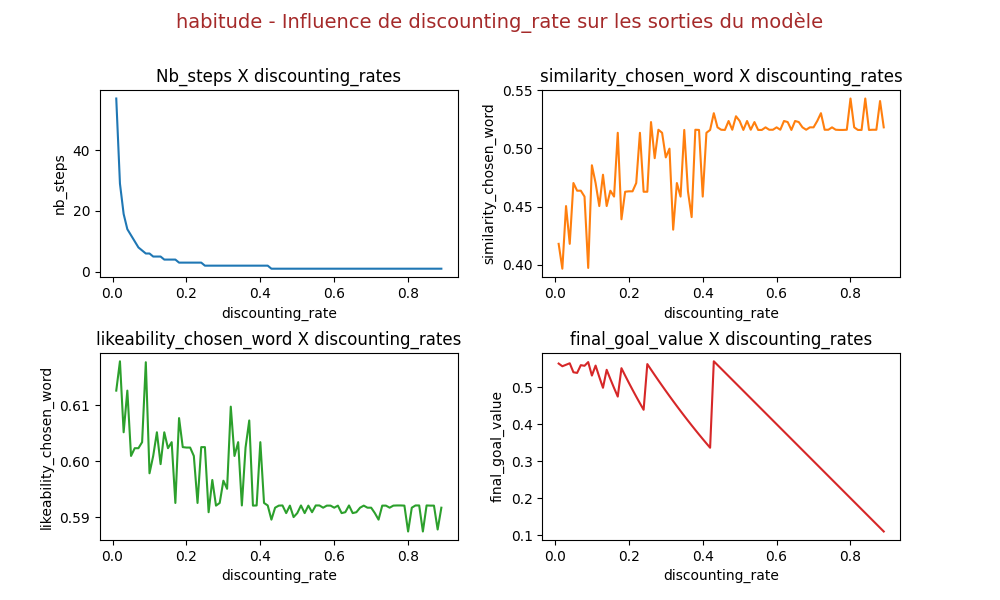 habitude - Influence de discounting_rate sur les sorties du modèle
Nb_steps X discounting_rates
nb_steps
40
20
0
0.0 0.2 0.4 0.6 0.8
discounting_rate
similarity_chosen_word X discounting_rates
similarity_chosen_word
0.55
0.50
0.45
0.40
0.0 0.2 0.4 0.6 0.8
discounting_rate
likeability_chosen_word X discounting_rates
likeability_chosen_word
0.61
0.60
0.59
0.0 0.2 0.4 0.6 0.8
discounting_rate
final_goal_value X discounting_rates
final_goal_value
0.5
0.4
0.3
0.2
0.1
0.0 0.2 0.4 0.6 0.8
discounting_rate